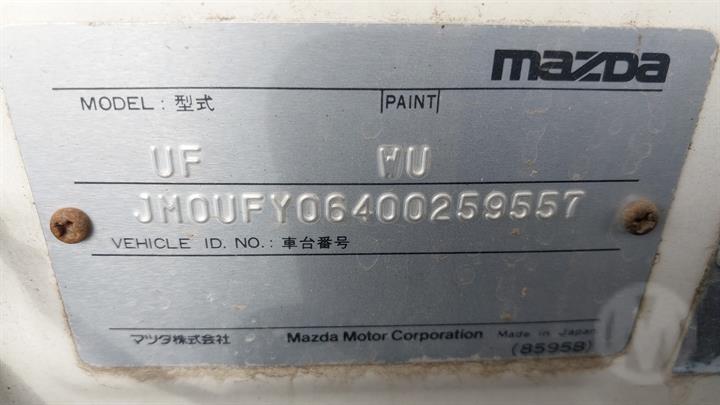 mazDa
MODEL : 型式 PAINT
UF WU
JM0UFY06400259557
VEHICLE ID. NO. : 車台番号
マツダ株式会社 Mazda Motor Corporation Made in Japan
(8595B)